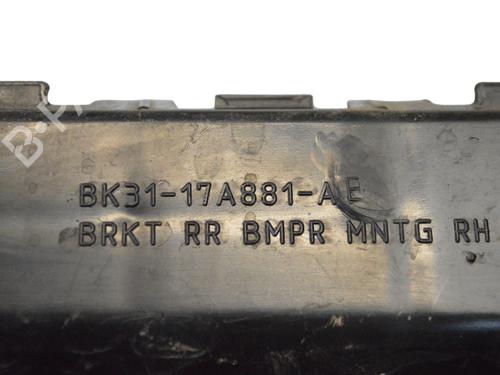 BK31-17A881-AE
BRKT RR BMPR MNTG RH